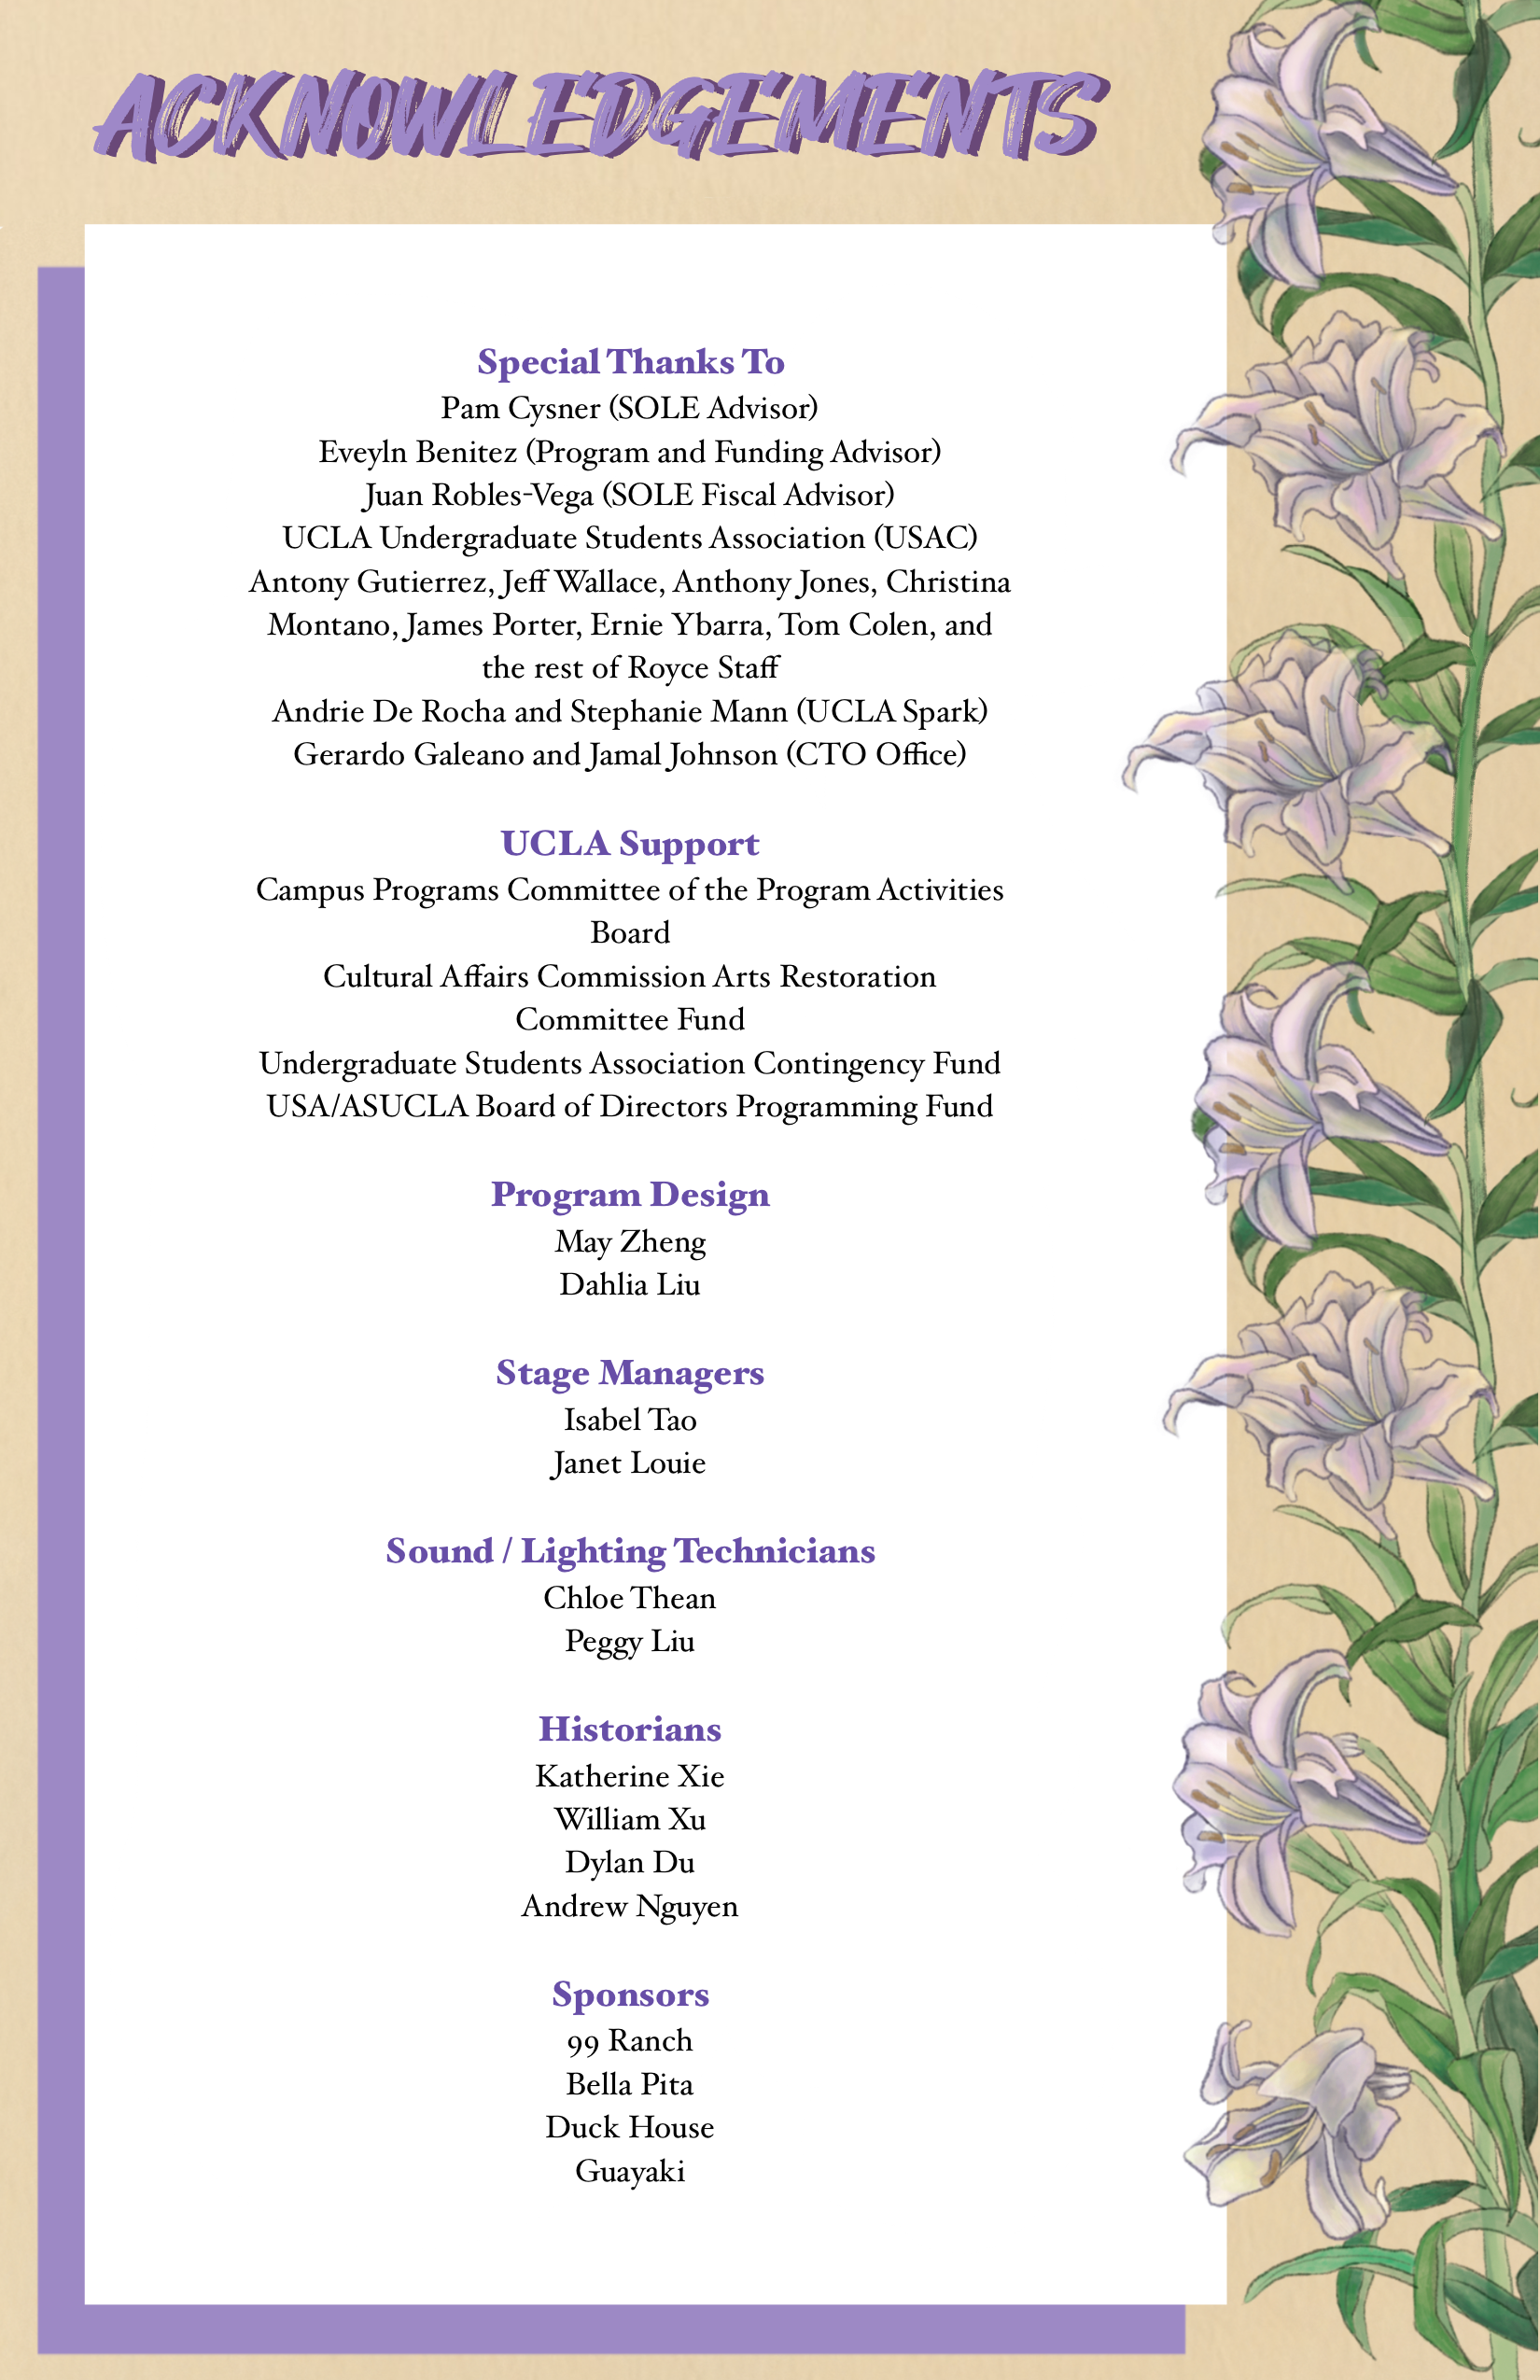 ACKNOWLEDGEMENTS
Special Thanks To
Pam Cysner (SOLE Advisor)
Eveyln Benitez (Program and Funding Advisor)
Juan Robles-Vega (SOLE Fiscal Advisor)
UCLA Undergraduate Students Association (USAC)
Antony Gutierrez, Jeff Wallace, Anthony Jones, Christina
Montano, James Porter, Ernie Ybarra, Tom Colen, and
the rest of Royce Staff
Andrie De Rocha and Stephanie Mann (UCLA Spark)
Gerardo Galeano and Jamal Johnson (CTO Office)
UCLA Support
Campus Programs Committee of the Program Activities
Board
Cultural Affairs Commission Arts Restoration
Committee Fund
Undergraduate Students Association Contingency Fund
USA/ASUCLA Board of Directors Programming Fund
Program Design
May Zheng
Dahlia Liu
Stage Managers
Isabel Tao
Janet Louie
Sound / Lighting Technicians
Chloe Thean
Peggy Liu
Historians
Katherine Xie
William Xu
Dylan Du
Andrew Nguyen
Sponsors
99 Ranch
Bella Pita
Duck House
Guayaki